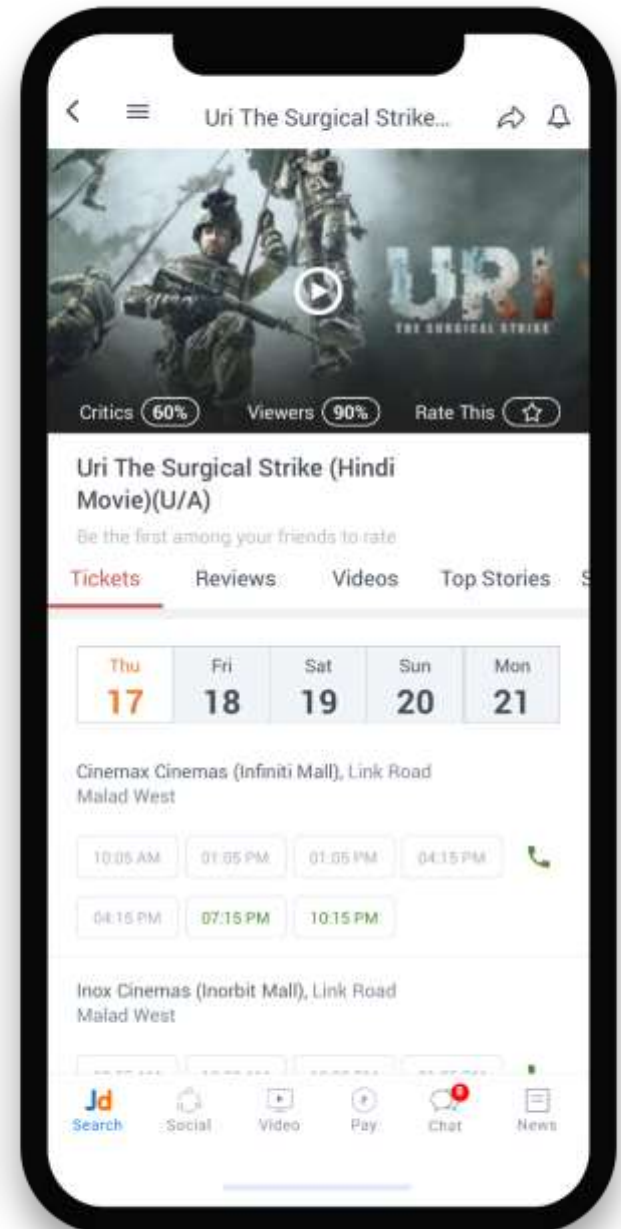 Uri The Surgical Strike...
URI
THE SURGICAL STRIKE
Critics 60% Viewers 90% Rate This
Uri The Surgical Strike (Hindi
Movie)(U/A)
Be the first among your friends to rate
Tickets Reviews Videos Top Stories S
Thu Fri Sat Sun Mon
17 18 19 20 21
Cinemax Cinemas (Infiniti Mall), Link Road
Malad West
10:05 AM 01:05 PM 01:05 PM 04:15 PM
04:15 PM 07:15 PM 10:15 PM
Inox Cinemas (Inorbit Mall), Link Road
Malad West
Jd
Search Social Video Pay Chat News